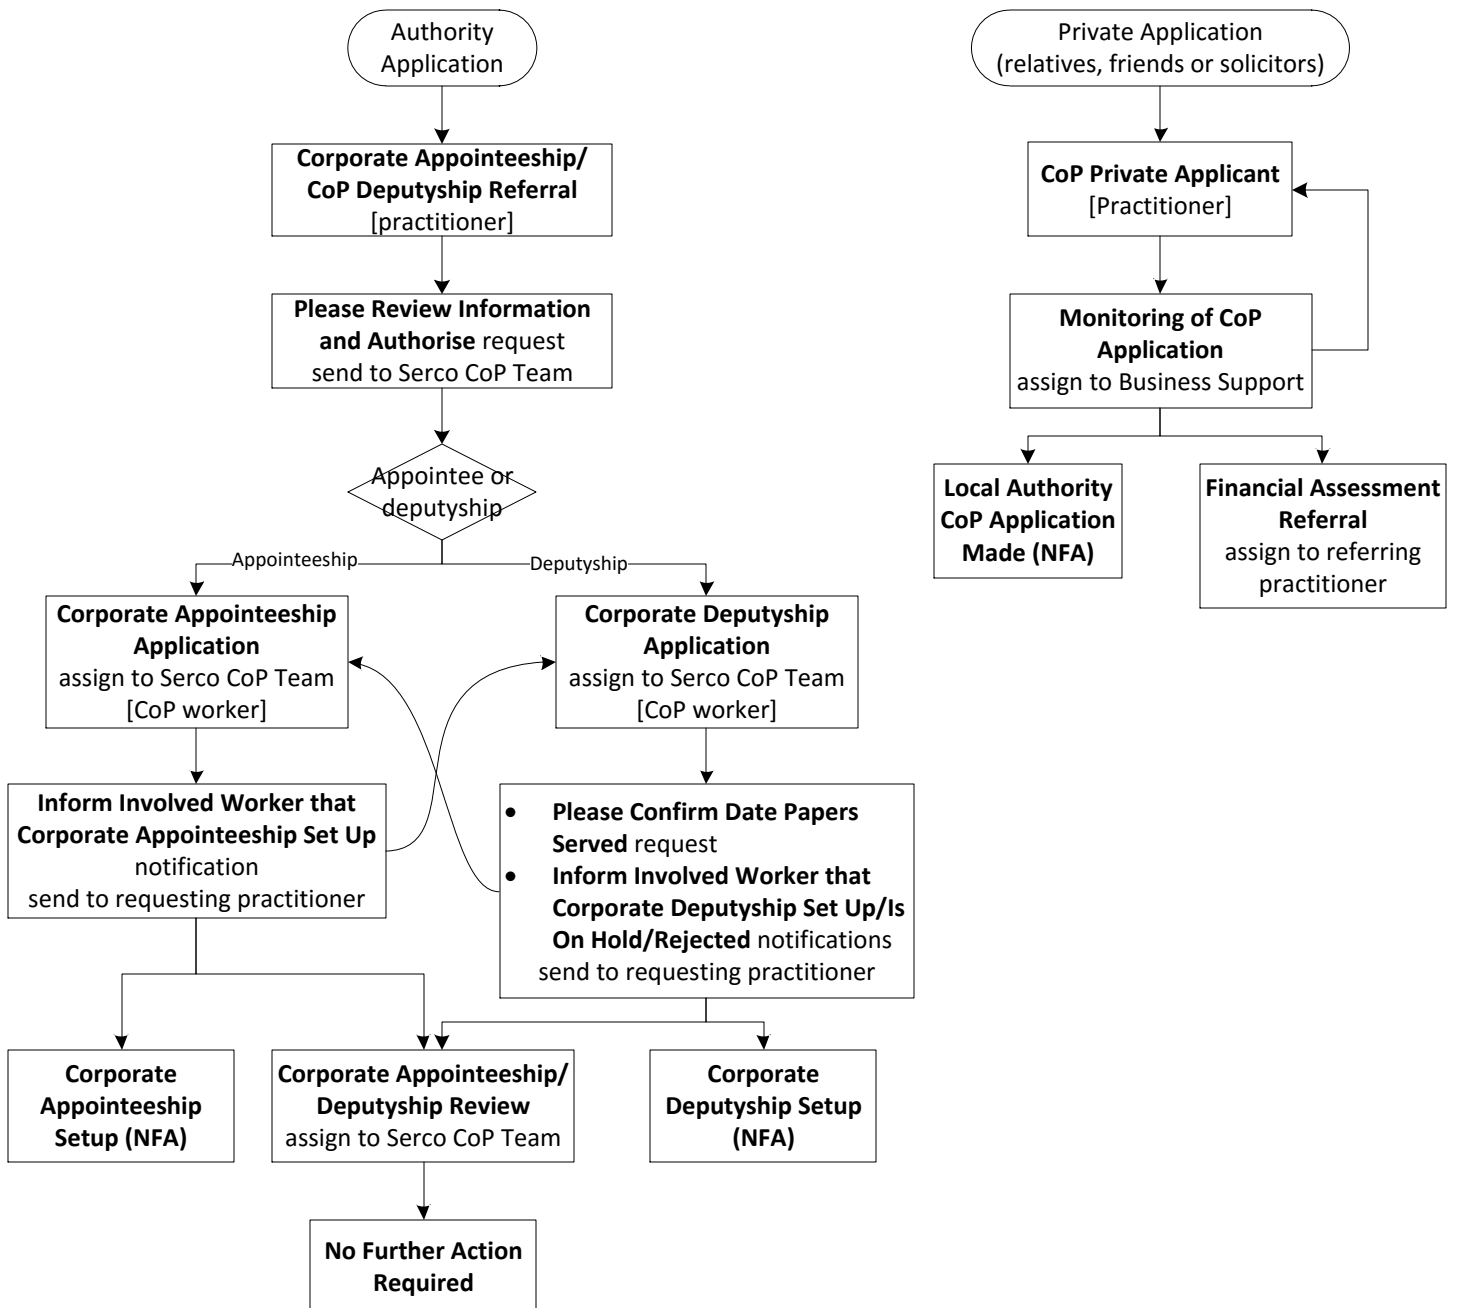 Authority
Application
Private Application
(relatives, friends or solicitors)
Corporate Appointeeship/
CoP Deputyship Referral
[practitioner]
CoP Private Applicant
[Practitioner]
Please Review Information
and Authorise request
send to Serco CoP Team
Monitoring of CoP
Application
assign to Business Support
Appointee or
deputyship
Local Authority
CoP Application
Made (NFA)
Financial Assessment
Referral
assign to referring
practitioner
Appointeeship
Deputyship
Corporate Appointeeship
Application
assign to Serco CoP Team
[CoP worker]
Corporate Deputyship
Application
assign to Serco CoP Team
[CoP worker]
Inform Involved Worker that
Corporate Appointeeship Set Up
notification
send to requesting practitioner
• Please Confirm Date Papers
Served request
• Inform Involved Worker that
Corporate Deputyship Set Up/Is
On Hold/Rejected notifications
send to requesting practitioner
Corporate
Appointeeship
Setup (NFA)
Corporate Appointeeship/
Deputyship Review
assign to Serco CoP Team
Corporate
Deputyship Setup
(NFA)
No Further Action
Required